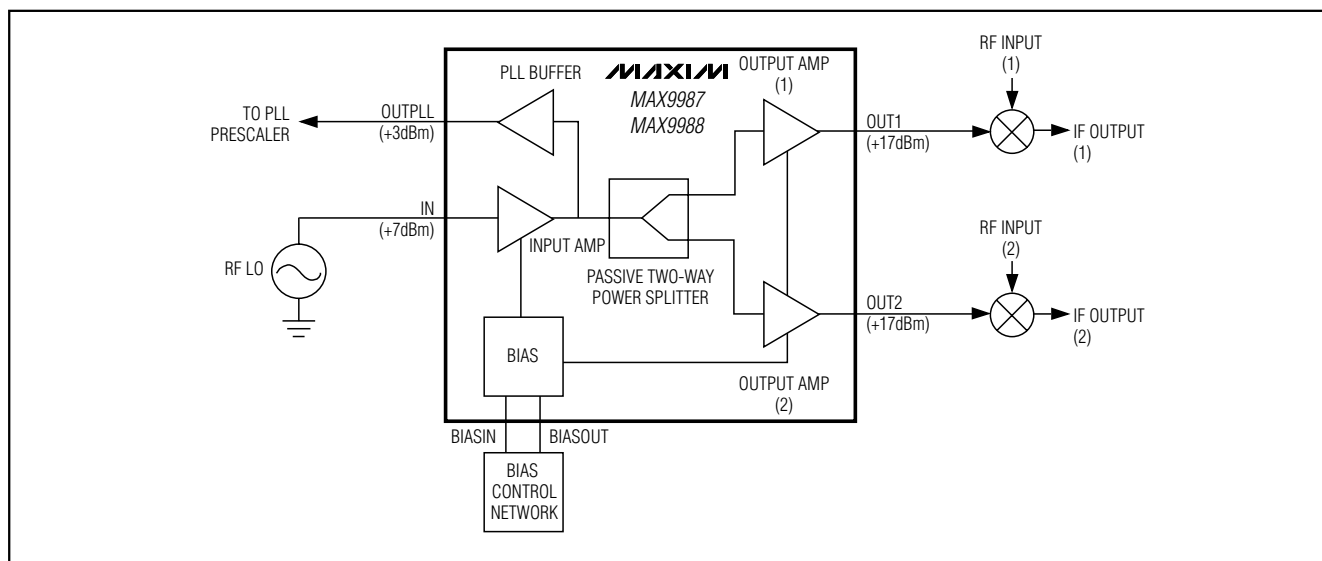 PLL BUFFER
MAXIM
MAX9987
MAX9988
OUTPUT AMP
(1)
RF INPUT
(1)
TO PLL
PRESCALER
OUTPLL
(+3dBm)
OUT1
(+17dBm)
IF OUTPUT
(1)
IN
(+7dBm)
RF LO
INPUT AMP
PASSIVE TWO-WAY
POWER SPLITTER
RF INPUT
(2)
OUT2
(+17dBm)
IF OUTPUT
(2)
BIAS
OUTPUT AMP
(2)
BIASIN
BIASOUT
BIAS
CONTROL
NETWORK